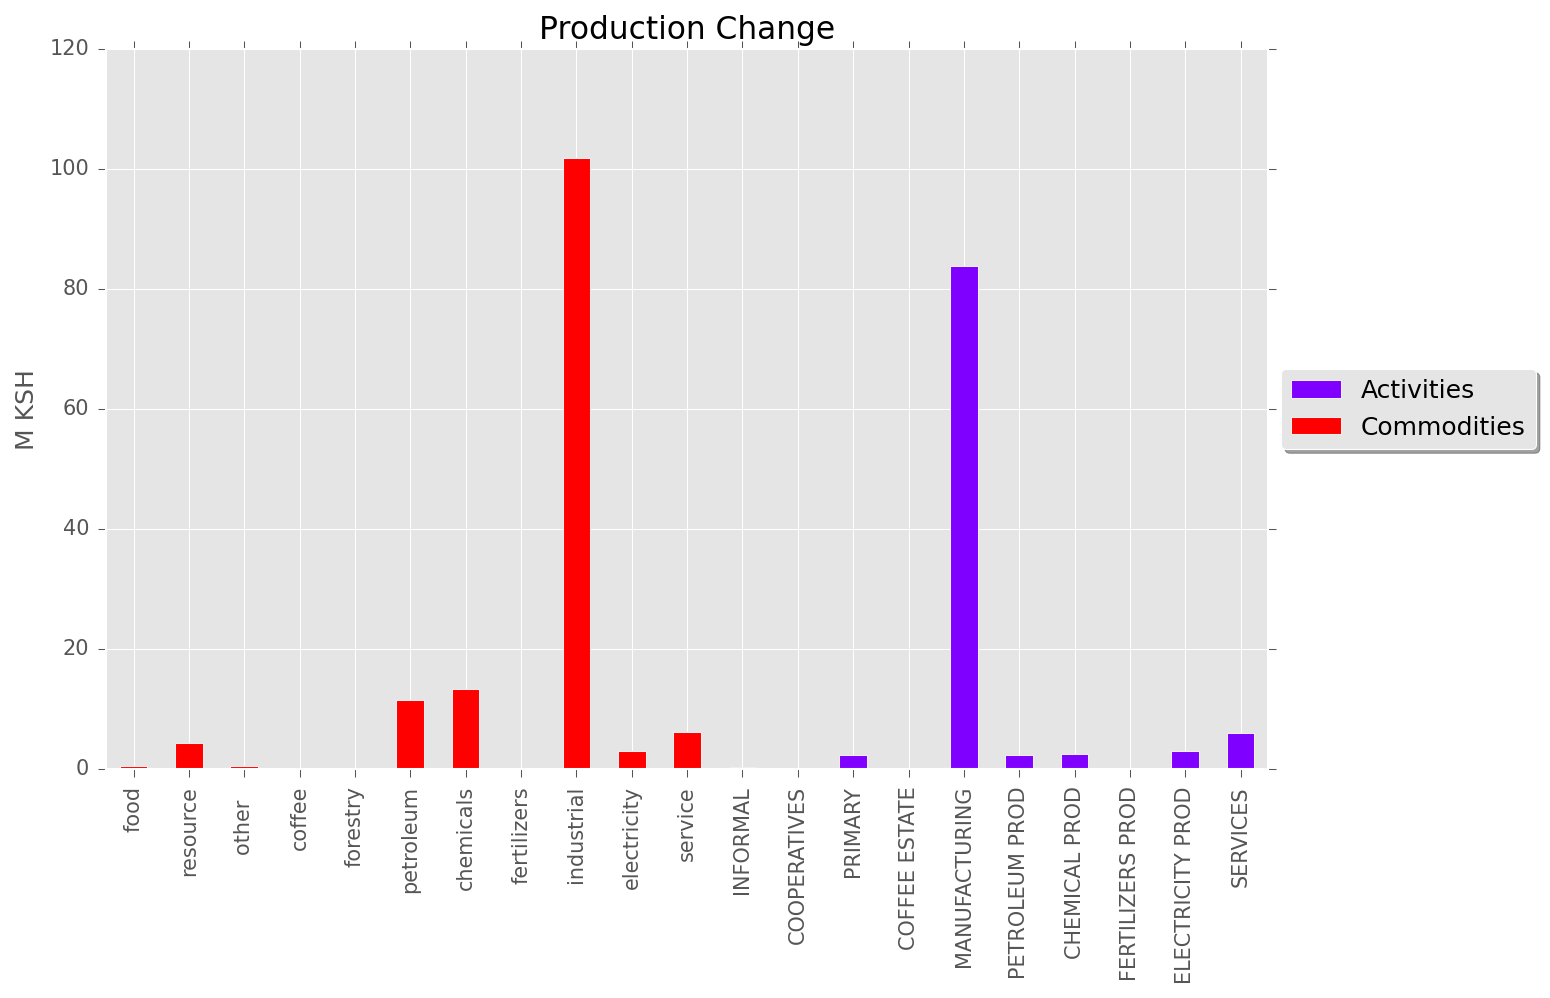 Production Change
120
100
80
60
40
20
0
M KSH
food
resource
other
coffee
forestry
petroleum
chemicals
fertilizers
industrial
electricity
service
INFORMAL
COOPERATIVES
PRIMARY
COFFEE ESTATE
MANUFACTURING
PETROLEUM PROD
CHEMICAL PROD
FERTILIZERS PROD
ELECTRICITY PROD
SERVICES
Activities
Commodities